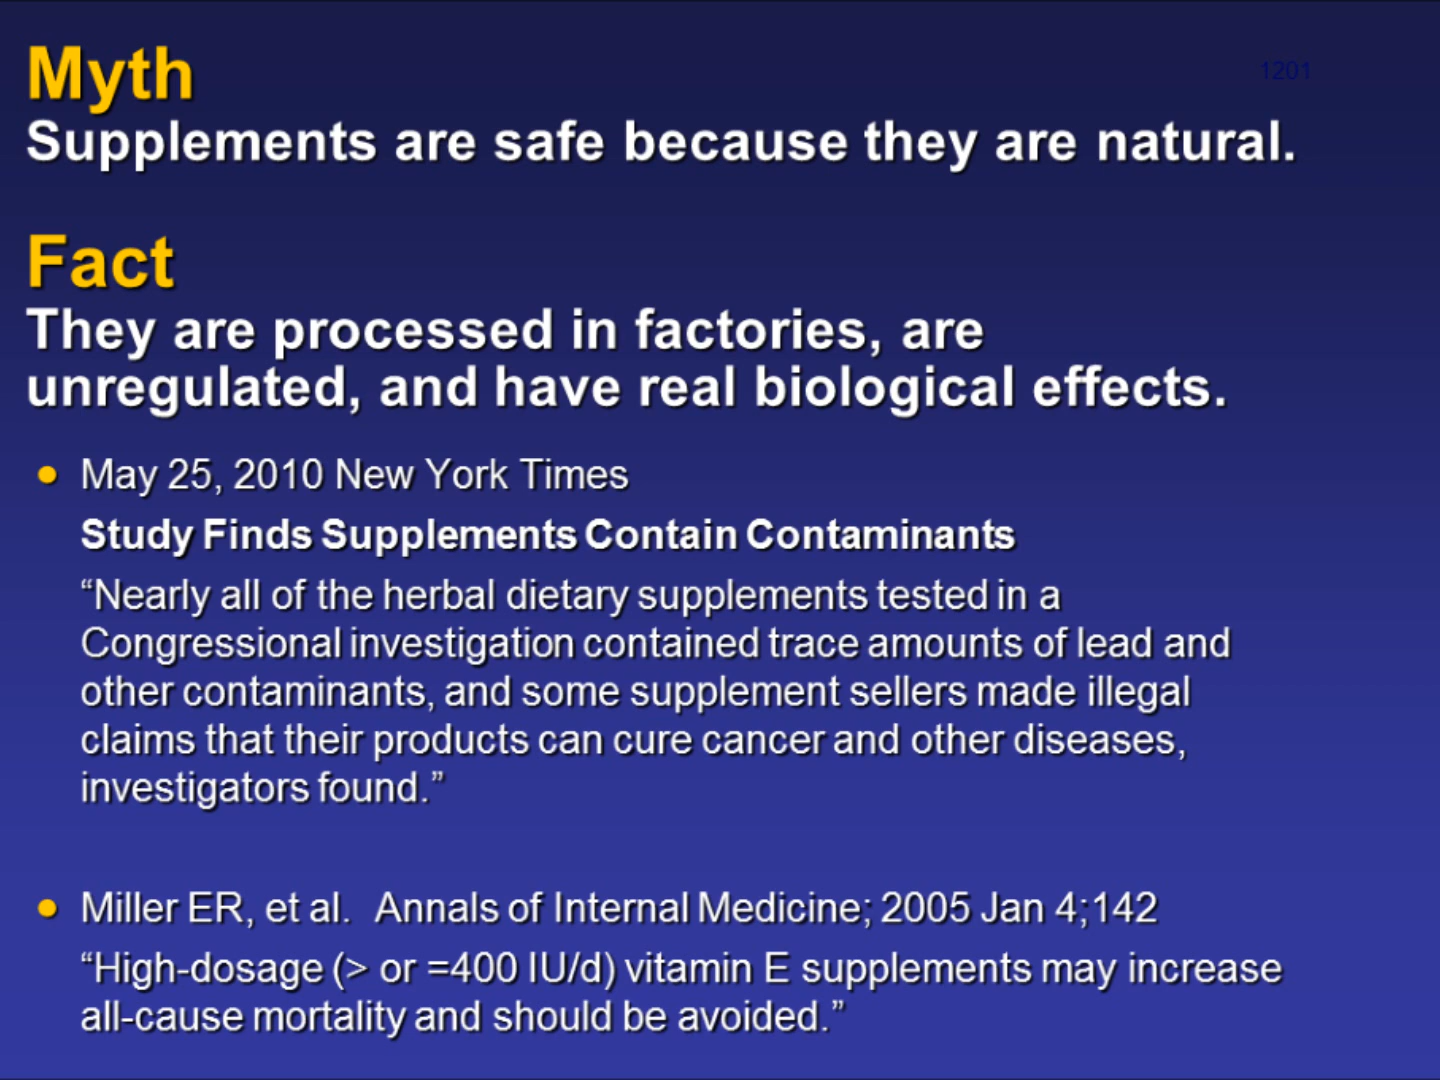 Myth
1201
Supplements are safe because they are natural.
Fact
They are processed in factories, are
unregulated, and have real biological effects.
• May 25, 2010 New York Times
Study Finds Supplements Contain Contaminants
“Nearly all of the herbal dietary supplements tested in a
Congressional investigation contained trace amounts of lead and
other contaminants, and some supplement sellers made illegal
claims that their products can cure cancer and other diseases,
investigators found.”
• Miller ER, et al.  Annals of Internal Medicine; 2005 Jan 4;142
“High-dosage (> or =400 IU/d) vitamin E supplements may increase
all-cause mortality and should be avoided.”